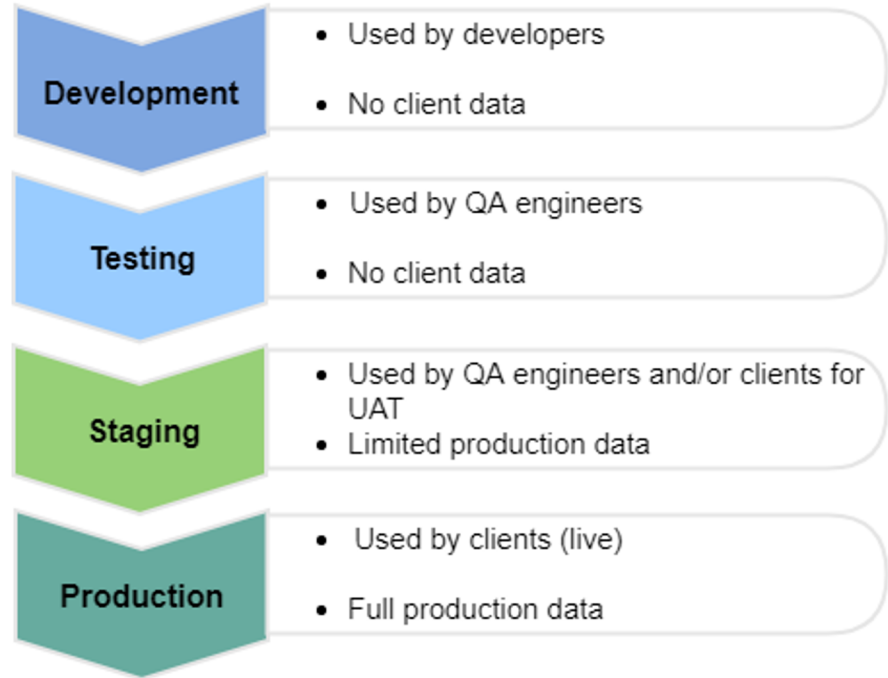 Development
• Used by developers
• No client data
Testing
• Used by QA engineers
• No client data
Staging
• Used by QA engineers and/or clients for
UAT
• Limited production data
Production
• Used by clients (live)
• Full production data